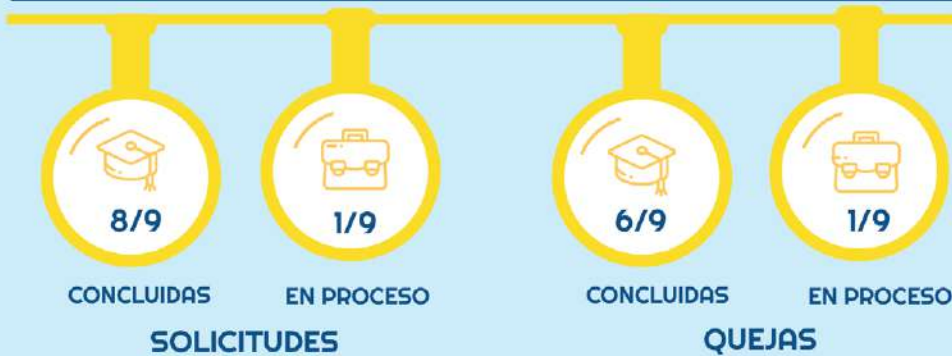 8/9 1/9 6/9 1/9
CONCLUIDAS EN PROCESO CONCLUIDAS EN PROCESO
SOLICITUDES QUEJAS